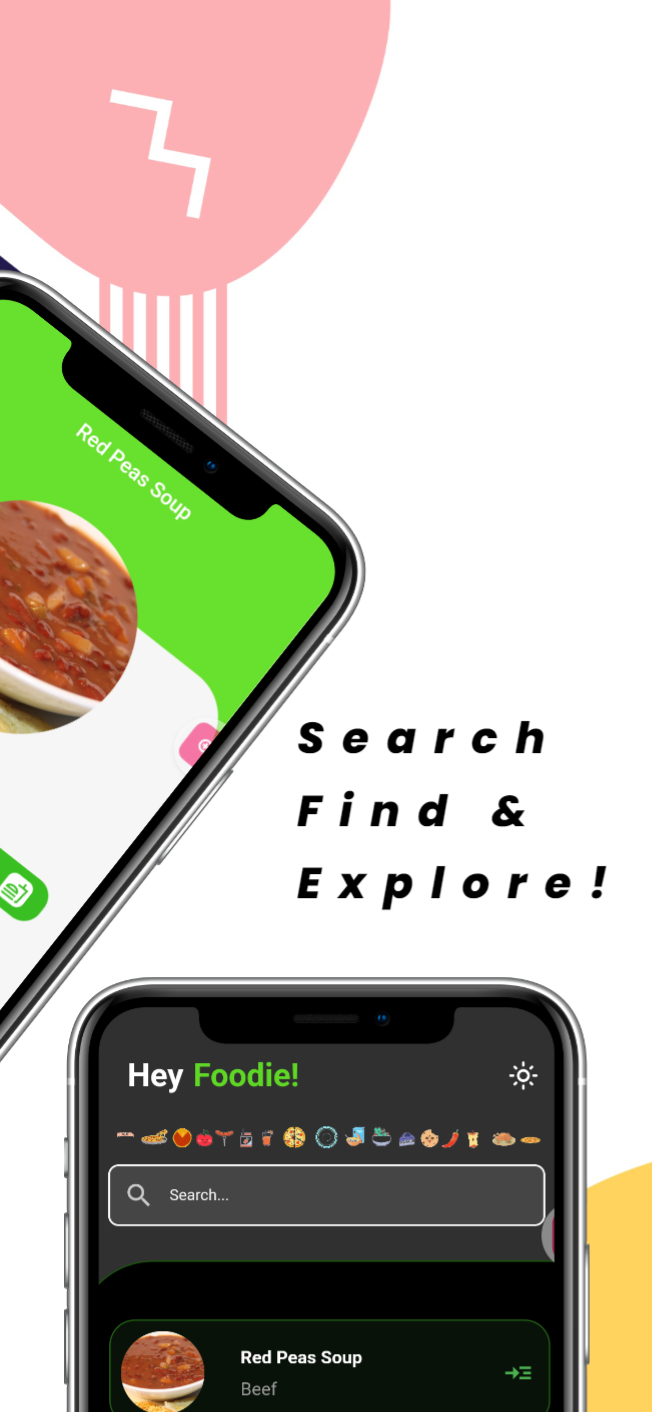 Red Peas Soup
Search
Find &
Explore!
Hey Foodie!
Search...
Red Peas Soup
Beef